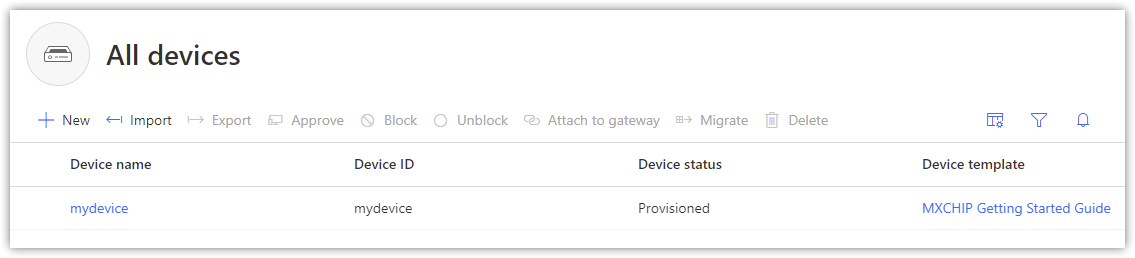 All devices
New Import Export Approve Block Unblock Attach to gateway Migrate Delete
Device name Device ID Device status Device template
mydevice mydevice Provisioned MXCHIP Getting Started Guide